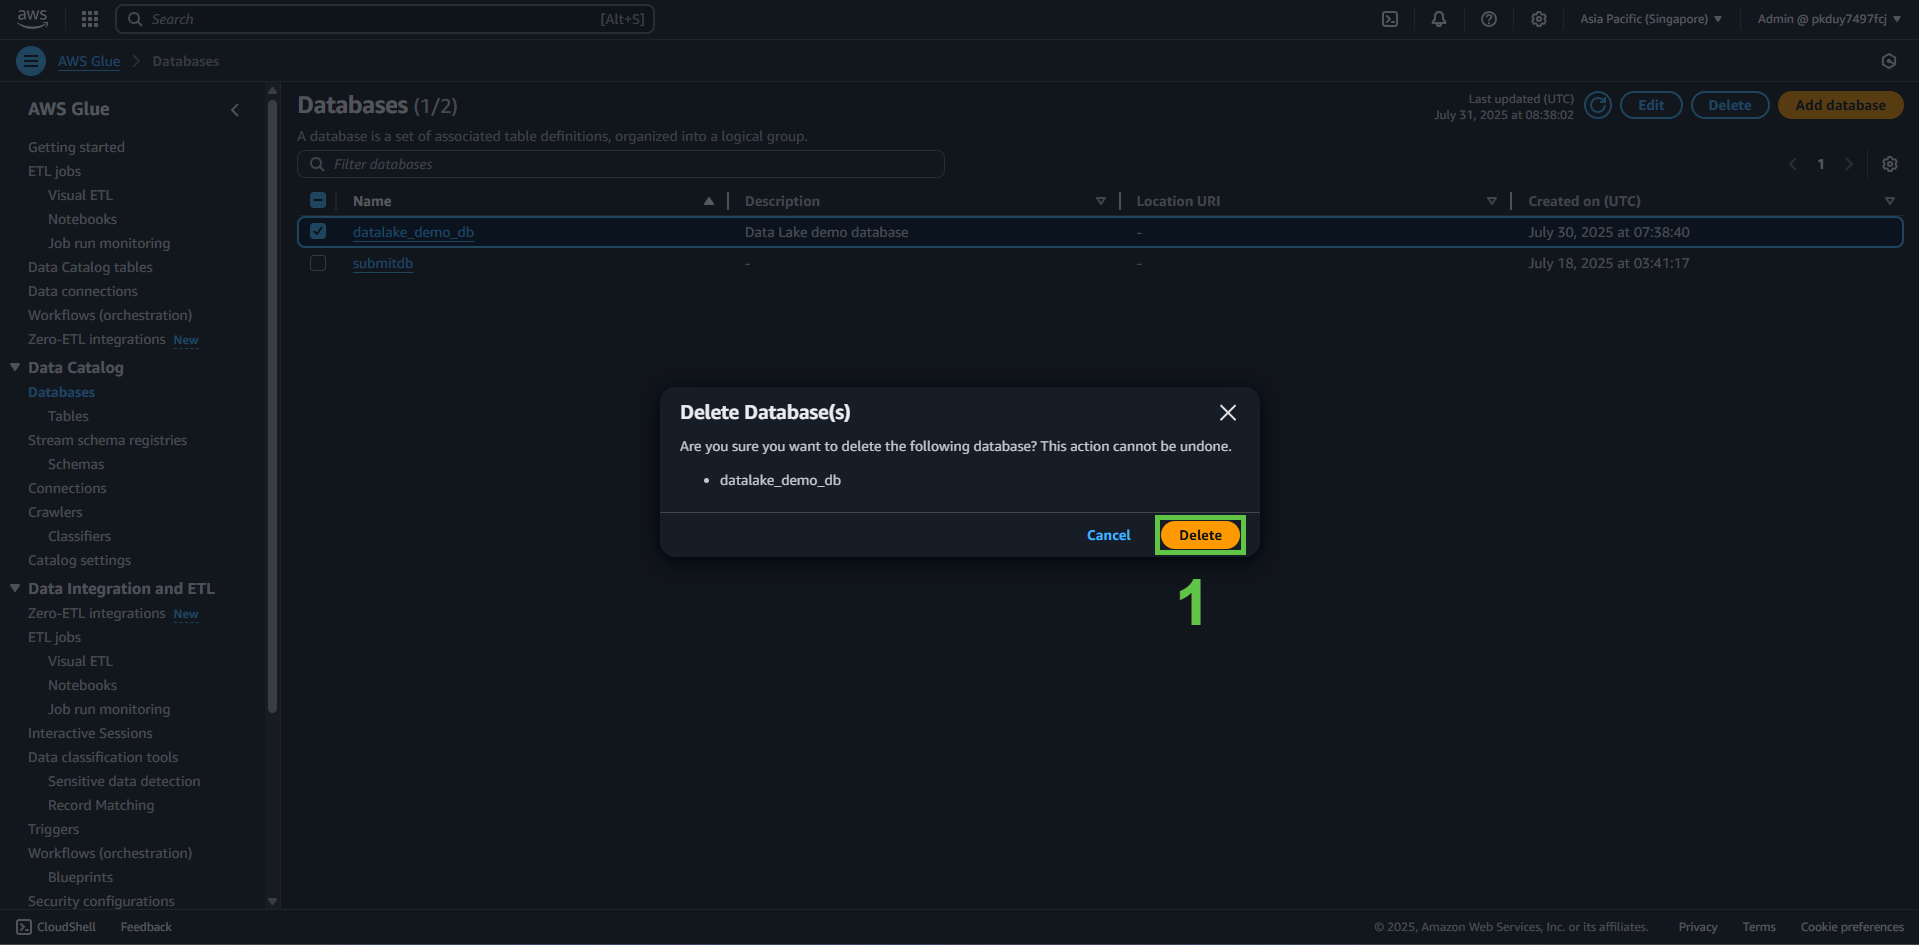 aws
Search [Alt+S]
Asia Pacific (Singapore)
Admin @ pkduy7497fcj
AWS Glue
Databases
AWS Glue
Getting started
ETL jobs
Visual ETL
Notebooks
Job run monitoring
Data Catalog tables
Data connections
Workflows (orchestration)
Zero-ETL integrations New
Data Catalog
Databases
Tables
Stream schema registries
Schemas
Connections
Crawlers
Classifiers
Catalog settings
Data Integration and ETL
Zero-ETL integrations New
ETL jobs
Visual ETL
Notebooks
Job run monitoring
Interactive Sessions
Data classification tools
Sensitive data detection
Record Matching
Triggers
Workflows (orchestration)
Blueprints
Security configurations
Databases (1/2)
Last updated (UTC)
July 31, 2025 at 08:38:02
Edit
Delete
Add database
A database is a set of associated table definitions, organized into a logical group.
Filter databases
1
Name Description Location URI Created on (UTC)
datalake_demo_db Data Lake demo database - July 30, 2025 at 07:38:40
submitdb - - July 18, 2025 at 03:41:17
Delete Database(s)
Are you sure you want to delete the following database? This action cannot be undone.
• datalake_demo_db
Cancel
Delete
1
CloudShell
Feedback
© 2025, Amazon Web Services, Inc. or its affiliates.
Privacy
Terms
Cookie preferences